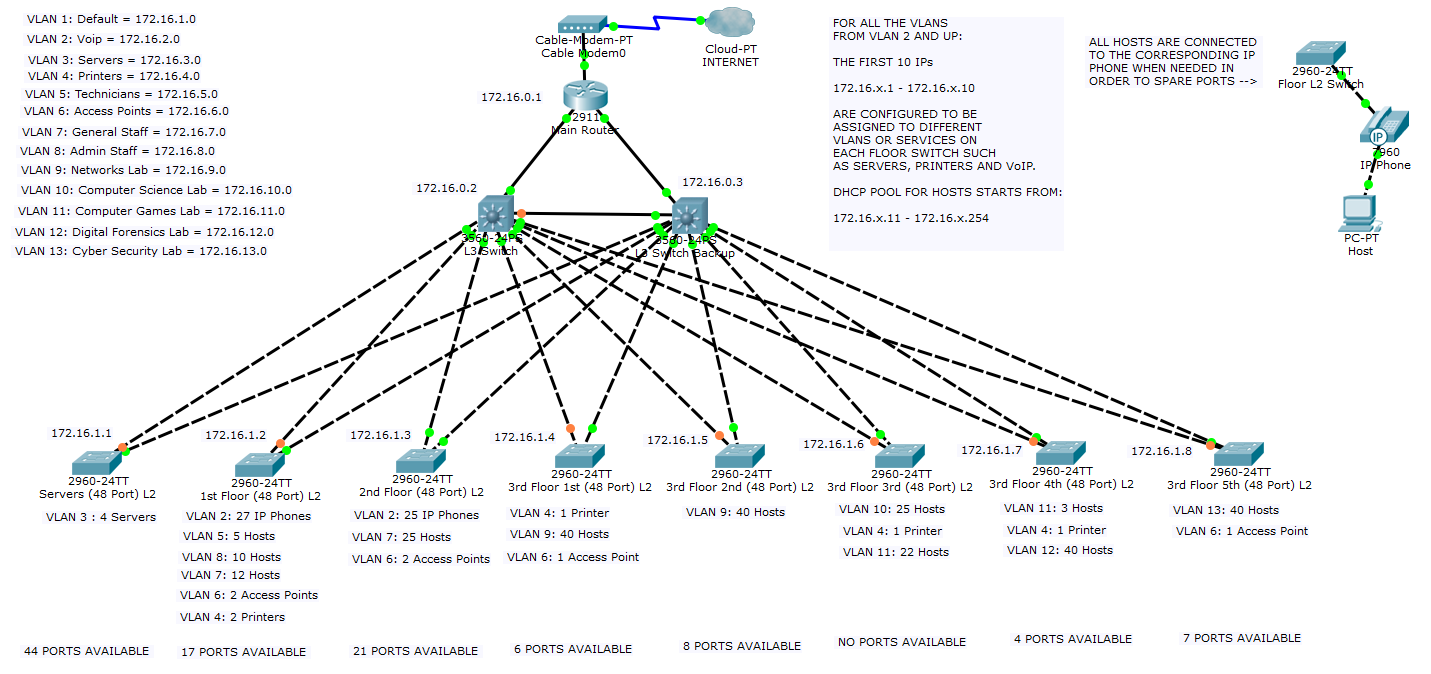 VLAN 1: Default = 172.16.1.0
VLAN 2: Voip = 172.16.2.0
VLAN 3: Servers = 172.16.3.0
VLAN 4: Printers = 172.16.4.0
VLAN 5: Technicians = 172.16.5.0
VLAN 6: Access Points = 172.16.6.0
VLAN 7: General Staff = 172.16.7.0
VLAN 8: Admin Staff = 172.16.8.0
VLAN 9: Networks Lab = 172.16.9.0
VLAN 10: Computer Science Lab = 172.16.10.0
VLAN 11: Computer Games Lab = 172.16.11.0
VLAN 12: Digital Forensics Lab = 172.16.12.0
VLAN 13: Cyber Security Lab = 172.16.13.0
Cable-Modem-PT
Cable Modem0
Cloud-PT
INTERNET
172.16.0.1
2911
Main Router
172.16.0.2
3560-24PS
L3 Switch
172.16.0.3
3560-24PS
L3 Switch Backup
FOR ALL THE VLANS
FROM VLAN 2 AND UP:
THE FIRST 10 IPs
172.16.x.1 - 172.16.x.10
ARE CONFIGURED TO BE
ASSIGNED TO DIFFERENT
VLANS OR SERVICES ON
EACH FLOOR SWITCH SUCH
AS SERVERS, PRINTERS AND VoIP.
DHCP POOL FOR HOSTS STARTS FROM:
172.16.x.11 - 172.16.x.254
ALL HOSTS ARE CONNECTED
TO THE CORRESPONDING IP
PHONE WHEN NEEDED IN
ORDER TO SPARE PORTS -->
2960-24TT
Floor L2 Switch
IP
7960
IP Phone
PC-PT
Host
172.16.1.1
2960-24TT
Servers (48 Port) L2
VLAN 3 : 4 Servers
44 PORTS AVAILABLE
172.16.1.2
2960-24TT
1st Floor (48 Port) L2
VLAN 2: 27 IP Phones
VLAN 5: 5 Hosts
VLAN 8: 10 Hosts
VLAN 7: 12 Hosts
VLAN 6: 2 Access Points
VLAN 4: 2 Printers
17 PORTS AVAILABLE
172.16.1.3
2960-24TT
2nd Floor (48 Port) L2
VLAN 2: 25 IP Phones
VLAN 7: 25 Hosts
VLAN 6: 2 Access Points
21 PORTS AVAILABLE
172.16.1.4
2960-24TT
3rd Floor 1st (48 Port) L2
VLAN 4: 1 Printer
VLAN 9: 40 Hosts
VLAN 6: 1 Access Point
6 PORTS AVAILABLE
172.16.1.5
2960-24TT
3rd Floor 2nd (48 Port) L2
VLAN 9: 40 Hosts
8 PORTS AVAILABLE
172.16.1.6
2960-24TT
3rd Floor 3rd (48 Port) L2
VLAN 10: 25 Hosts
VLAN 4: 1 Printer
VLAN 11: 22 Hosts
NO PORTS AVAILABLE
172.16.1.7
2960-24TT
3rd Floor 4th (48 Port) L2
VLAN 11: 3 Hosts
VLAN 4: 1 Printer
VLAN 12: 40 Hosts
4 PORTS AVAILABLE
172.16.1.8
2960-24TT
3rd Floor 5th (48 Port) L2
VLAN 13: 40 Hosts
VLAN 6: 1 Access Point
7 PORTS AVAILABLE